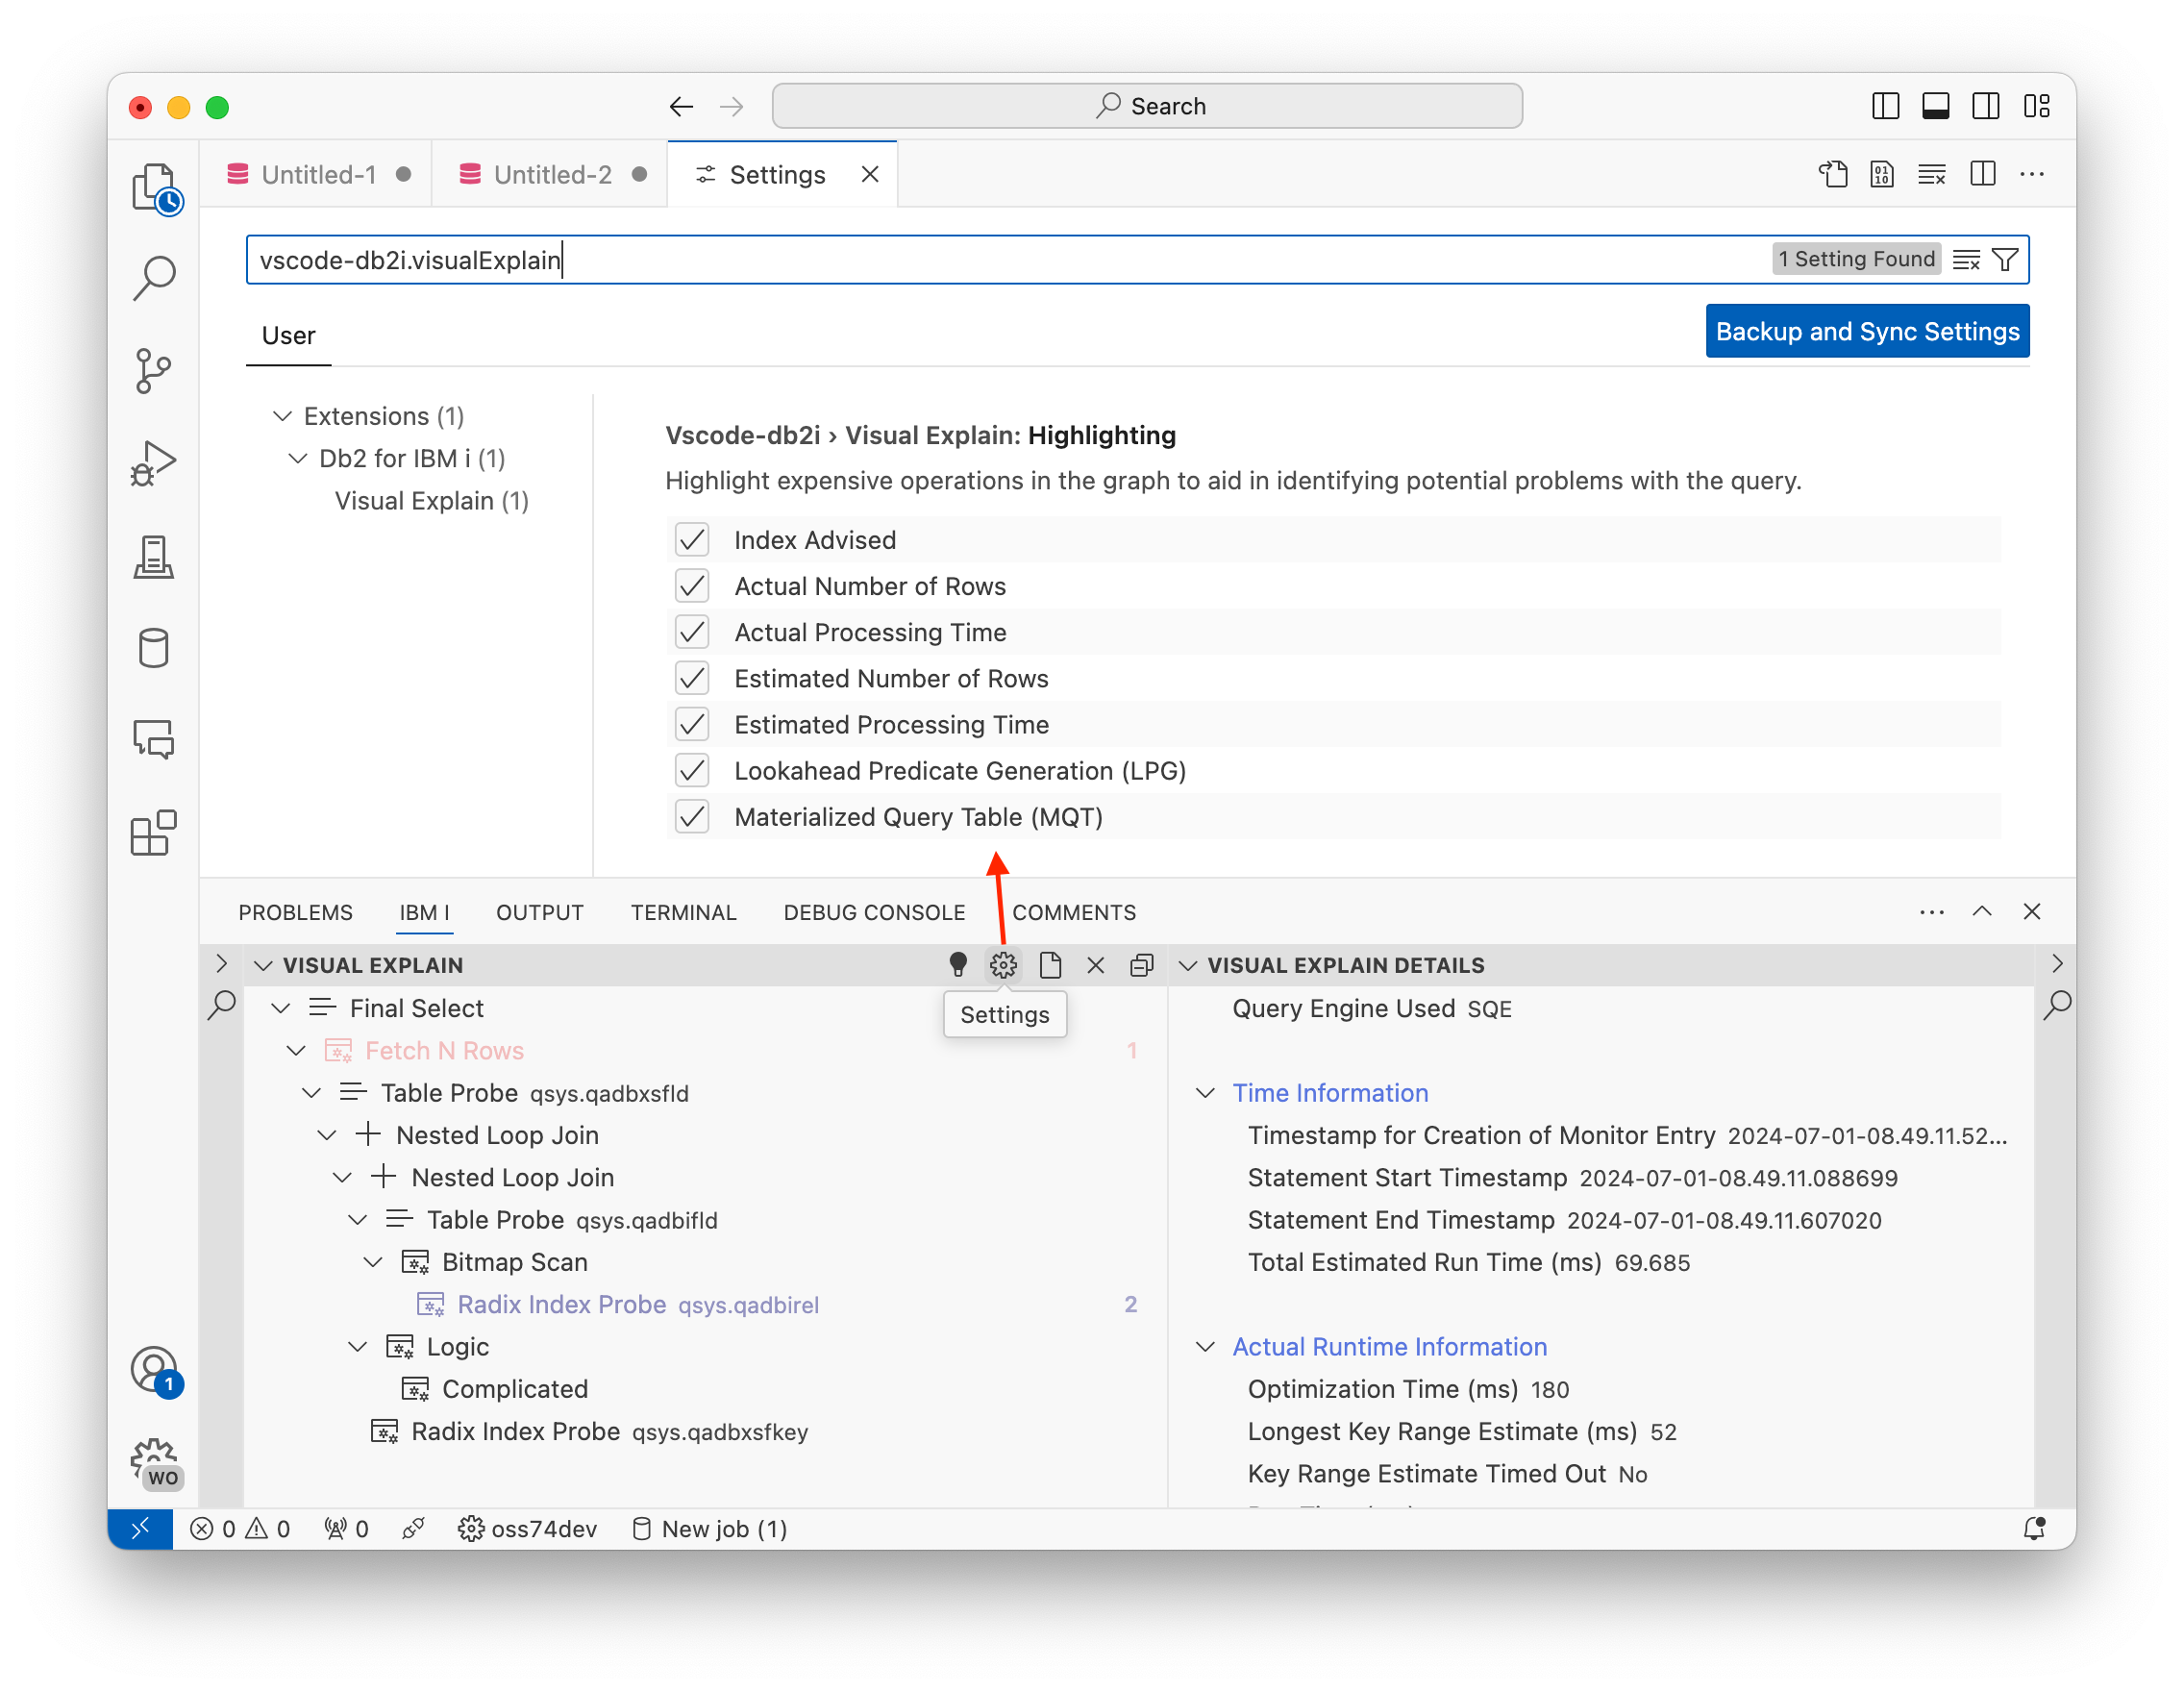 Search
Untitled-1
Untitled-2
Settings
vscode-db2i.visualExplain
1 Setting Found
User
Backup and Sync Settings
Extensions (1)
Db2 for IBM i (1)
Visual Explain (1)
Vscode-db2i › Visual Explain: Highlighting
Highlight expensive operations in the graph to aid in identifying potential problems with the query.
Index Advised
Actual Number of Rows
Actual Processing Time
Estimated Number of Rows
Estimated Processing Time
Lookahead Predicate Generation (LPG)
Materialized Query Table (MQT)
PROBLEMS IBM I OUTPUT TERMINAL DEBUG CONSOLE COMMENTS
VISUAL EXPLAIN
Settings
Final Select
Fetch N Rows 1
Table Probe qsys.qadbxsfld
Nested Loop Join
Nested Loop Join
Table Probe qsys.qadbifld
Bitmap Scan
Radix Index Probe qsys.qadbirel 2
Logic
Complicated
Radix Index Probe qsys.qadbxsfkey
VISUAL EXPLAIN DETAILS
Query Engine Used SQE
Time Information
Timestamp for Creation of Monitor Entry 2024-07-01-08.49.11.52...
Statement Start Timestamp 2024-07-01-08.49.11.088699
Statement End Timestamp 2024-07-01-08.49.11.607020
Total Estimated Run Time (ms) 69.685
Actual Runtime Information
Optimization Time (ms) 180
Longest Key Range Estimate (ms) 52
Key Range Estimate Timed Out No
1
WO
0 0 0 oss74dev New job (1)